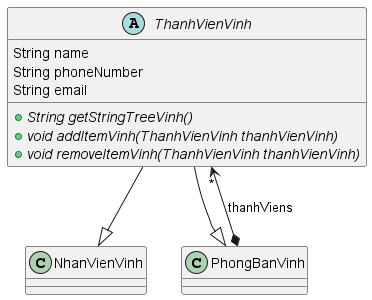 A ThanhVienVinh
String name
String phoneNumber
String email
String getStringTreeVinh()
void addItemVinh(ThanhVienVinh thanhVienVinh)
void removeItemVinh(ThanhVienVinh thanhVienVinh)
*
thanhViens
C NhanVienVinh
C PhongBanVinh